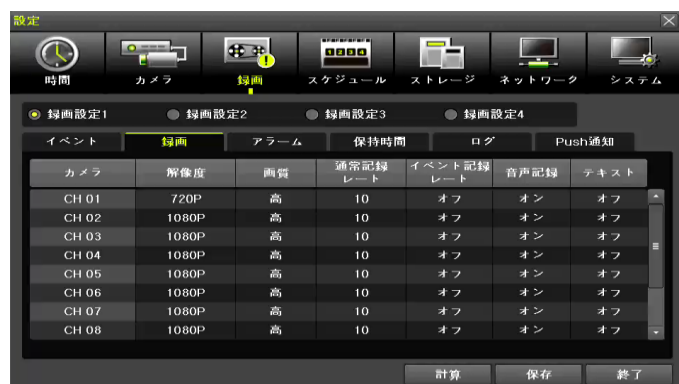 設定
時間 カメラ 録画 スケジュール ストレージ ネットワーク システム
録画設定1 録画設定2 録画設定3 録画設定4
イベント 録画 アラーム 保持時間 ログ Push通知
カメラ 解像度 画質 通常記録レート イベント記録レート 音声記録 テキスト
CH 01 720P 高 10 オフ オン オフ
CH 02 1080P 高 10 オフ オン オフ
CH 03 1080P 高 10 オフ オン オフ
CH 04 1080P 高 10 オフ オン オフ
CH 05 1080P 高 10 オフ オン オフ
CH 06 1080P 高 10 オフ オン オフ
CH 07 1080P 高 10 オフ オン オフ
CH 08 1080P 高 10 オフ オン オフ
計算 保存 終了